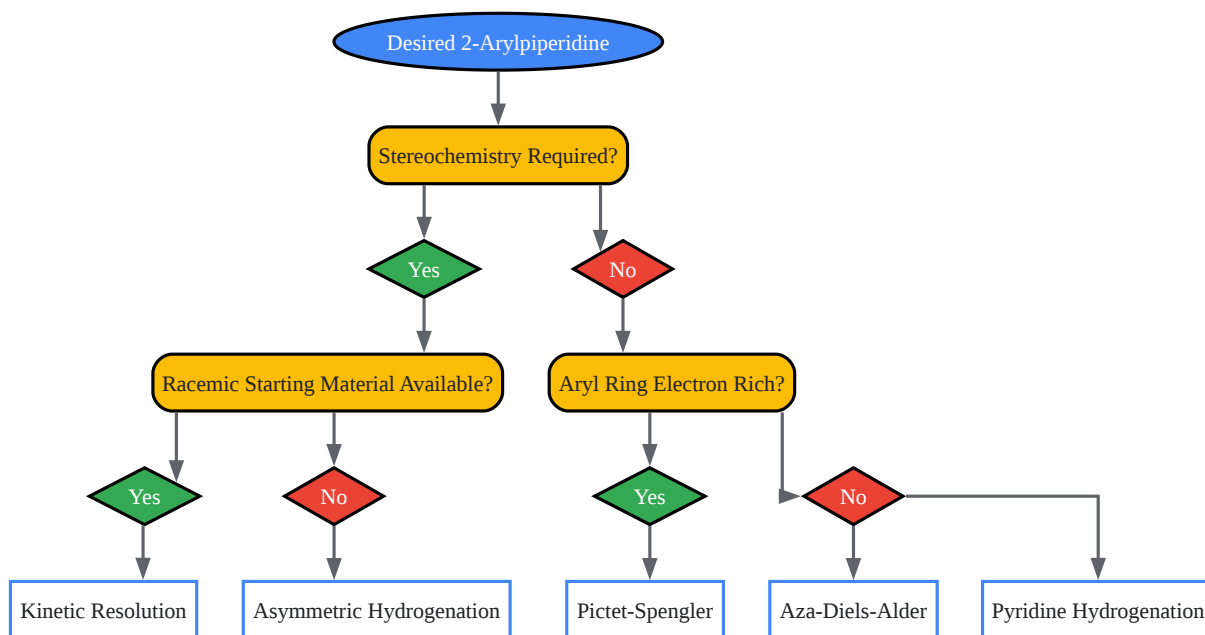 Desired 2-Arylpiperidine
Stereochemistry Required?
Yes
No
Racemic Starting Material Available?
Aryl Ring Electron Rich?
Yes
No
Yes
No
Kinetic Resolution
Asymmetric Hydrogenation
Pictet-Spengler
Aza-Diels-Alder
Pyridine Hydrogenation